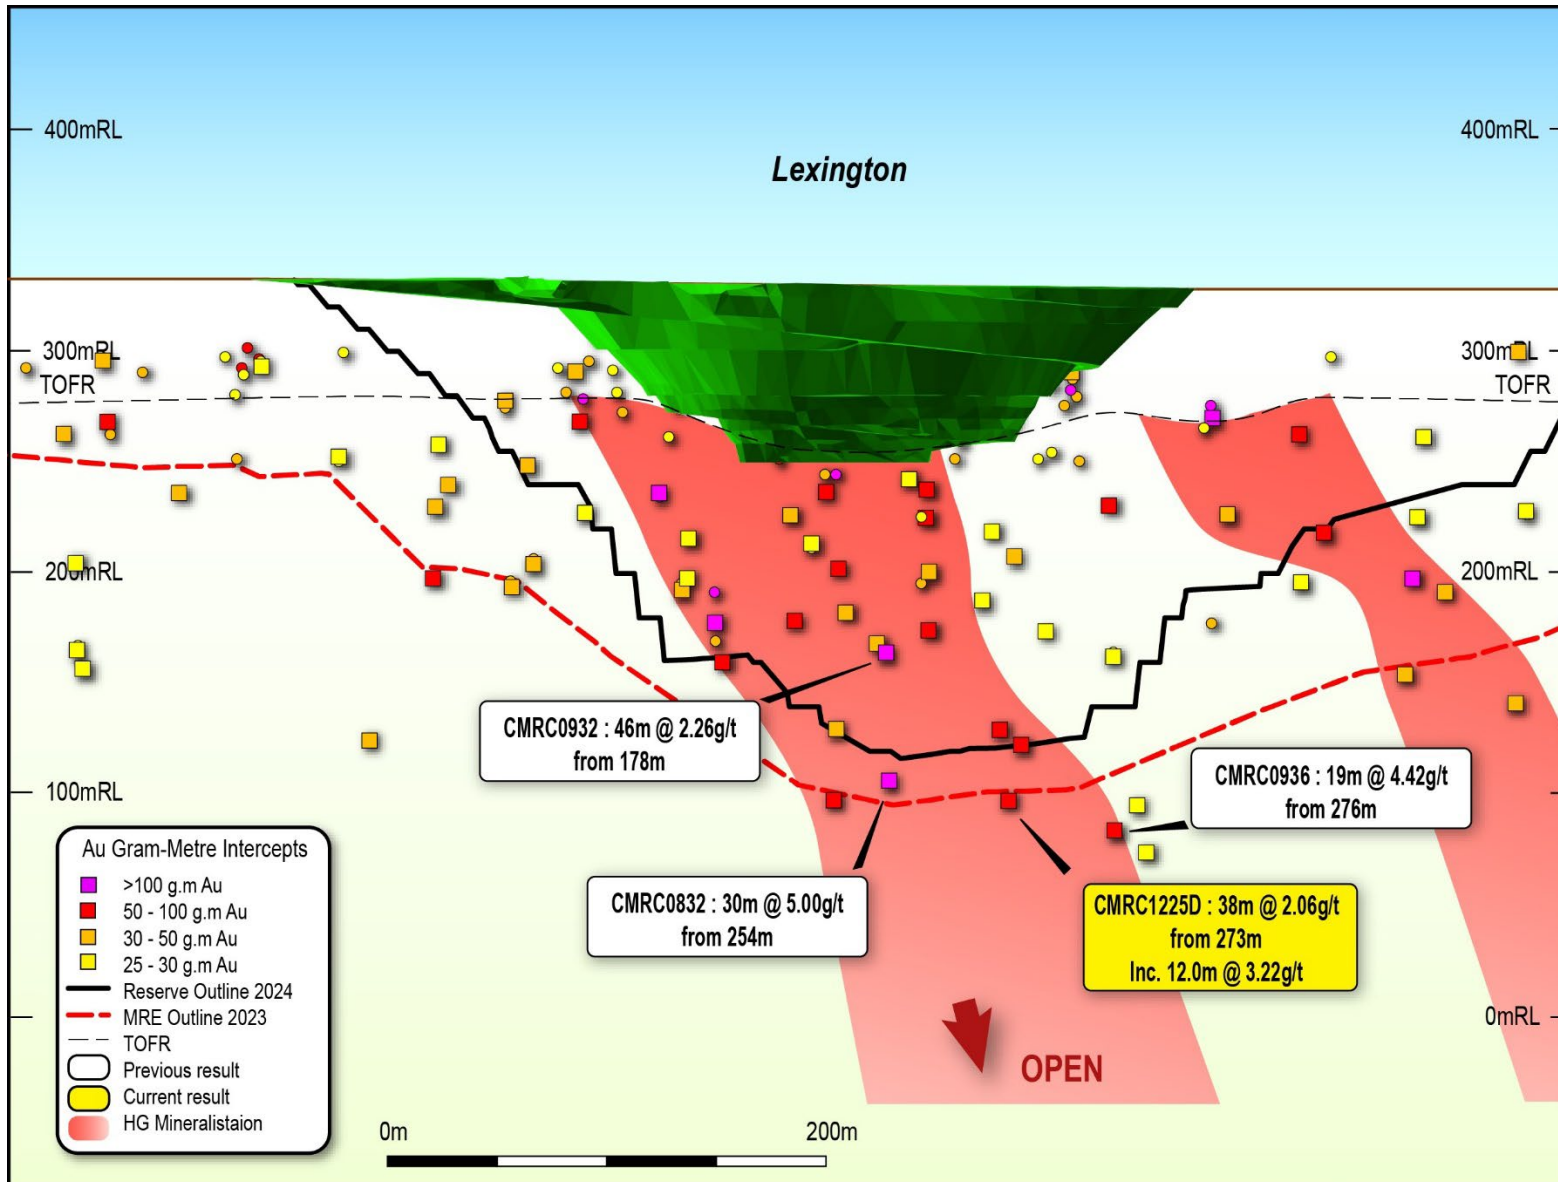 400mRL
400mRL
Lexington
300mRL
300mRL
TOFR
TOFR
200mRL
200mRL
CMRC0932 : 46m @ 2.26g/t
from 178m
100mRL
CMRC0936 : 19m @ 4.42g/t
from 276m
CMRC0832 : 30m @ 5.00g/t
from 254m
CMRC1225D : 38m @ 2.06g/t
from 273m
Inc. 12.0m @ 3.22g/t
0mRL
OPEN
Au Gram-Metre Intercepts
>100 g.m Au
50 - 100 g.m Au
30 - 50 g.m Au
25 - 30 g.m Au
Reserve Outline 2024
MRE Outline 2023
TOFR
Previous result
Current result
HG Mineralistaion
0m
200m